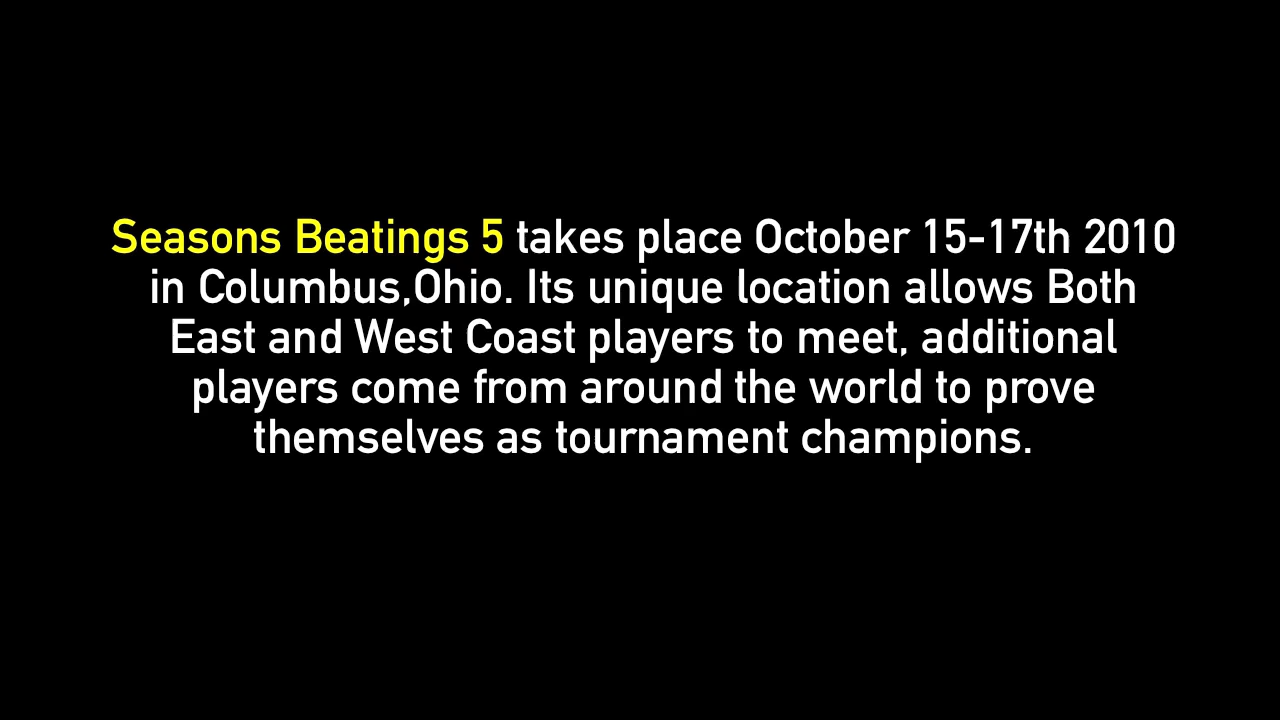 Seasons Beatings 5 takes place October 15-17th 2010
in Columbus,Ohio. Its unique location allows Both
East and West Coast players to meet, additional
players come from around the world to prove
themselves as tournament champions.